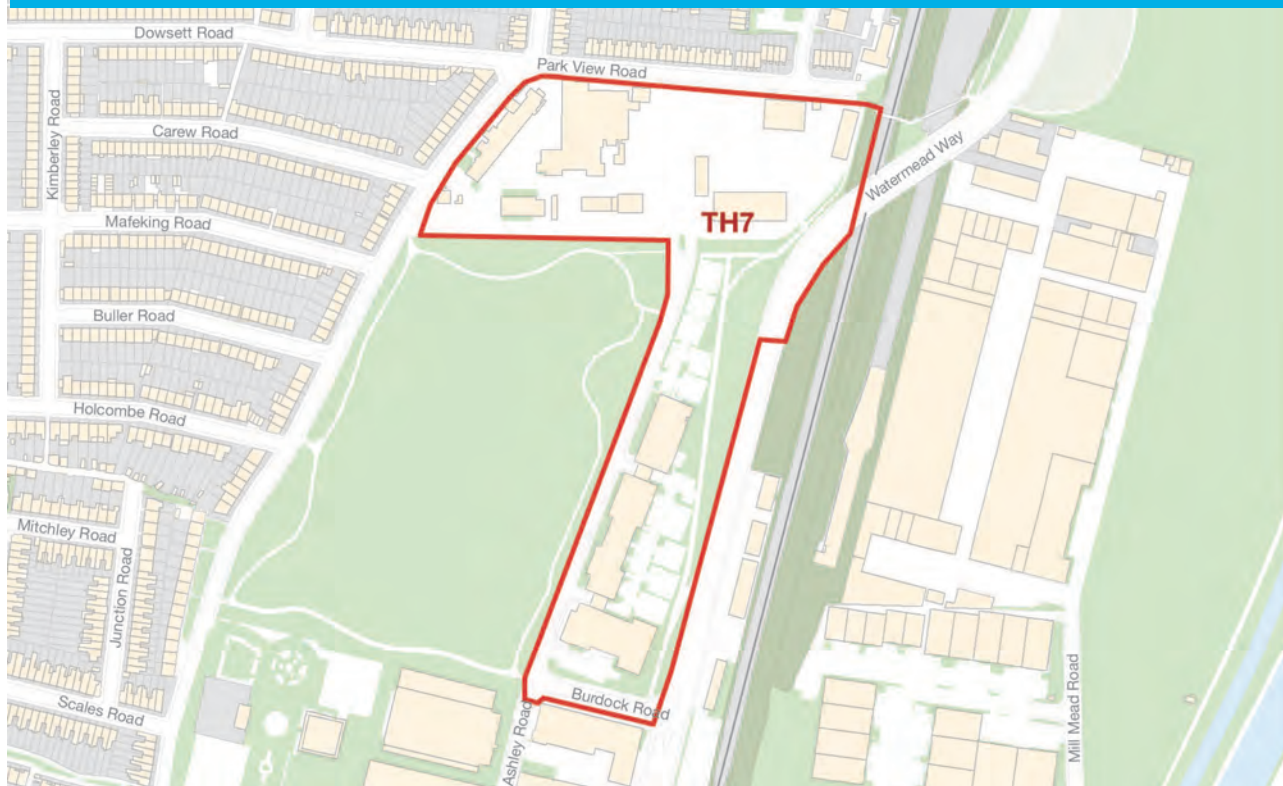 Dowsett Road
Park View Road
Kimberley Road
Carew Road
Watermead Way
Mafeking Road
TH7
Buller Road
Holcombe Road
Mitchley Road
Junction Road
Burdock Road
Scales Road
Ashley Road
Mill Mead Road